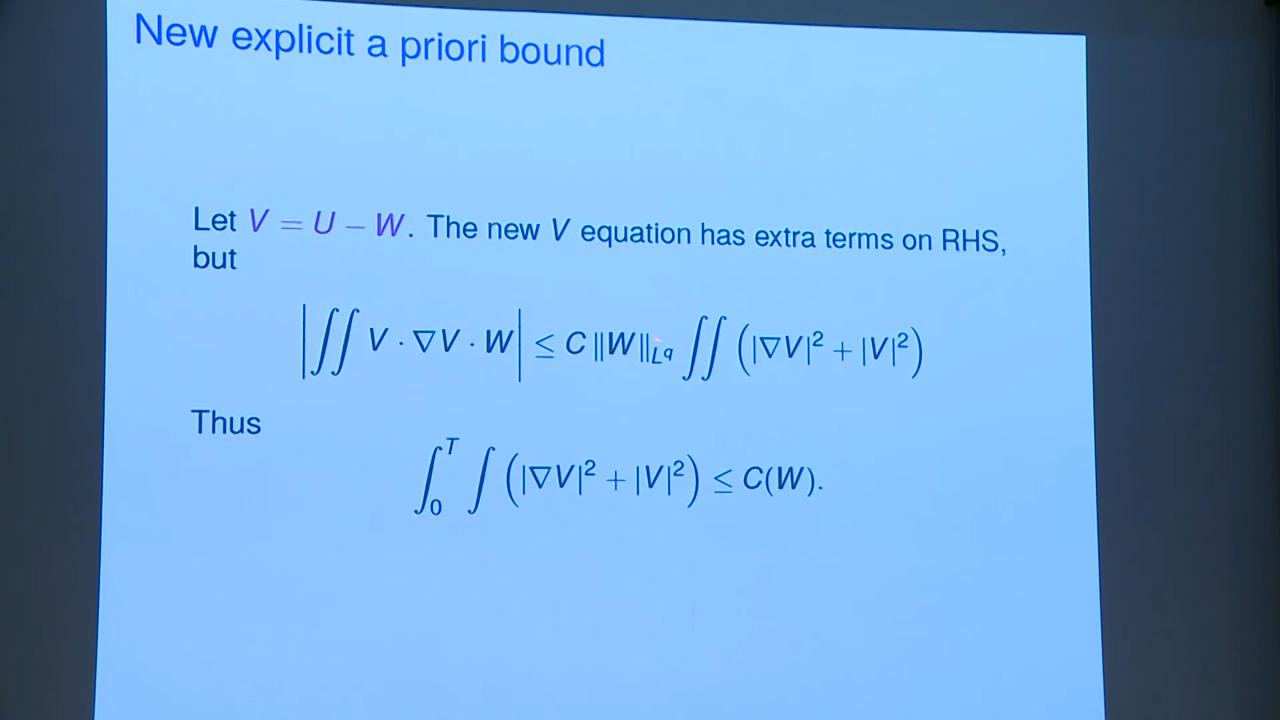 New explicit a priori bound
Let V = U − W. The new V equation has extra terms on RHS,
but
|∬ V · ∇V · W| ≤ C ‖W‖_{L^q} ∬ (|∇V|² + |V|²)
Thus
∫₀ᵀ ∫ (|∇V|² + |V|²) ≤ C(W).